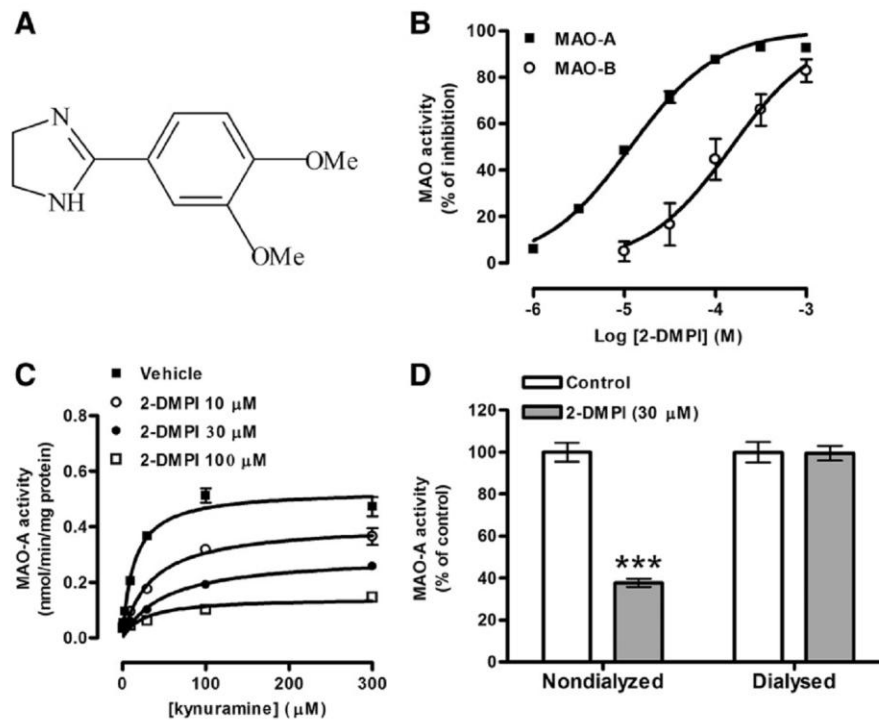 A
N
NH
OMe
OMe
B
MAO-A
MAO-B
MAO activity
(% of inhibition)
100
80
60
40
20
0
-6
-5
-4
-3
Log [2-DMPI] (M)
C
Vehicle
2-DMPI 10 µM
2-DMPI 30 µM
2-DMPI 100 µM
MAO-A activity
(nmol/min/mg protein)
0.8
0.6
0.4
0.2
0.0
0
100
200
300
[kynuramine] (µM)
D
Control
2-DMPI (30 µM)
MAO-A activity
(% of control)
120
100
80
60
40
20
0
***
Nondialyzed
Dialysed